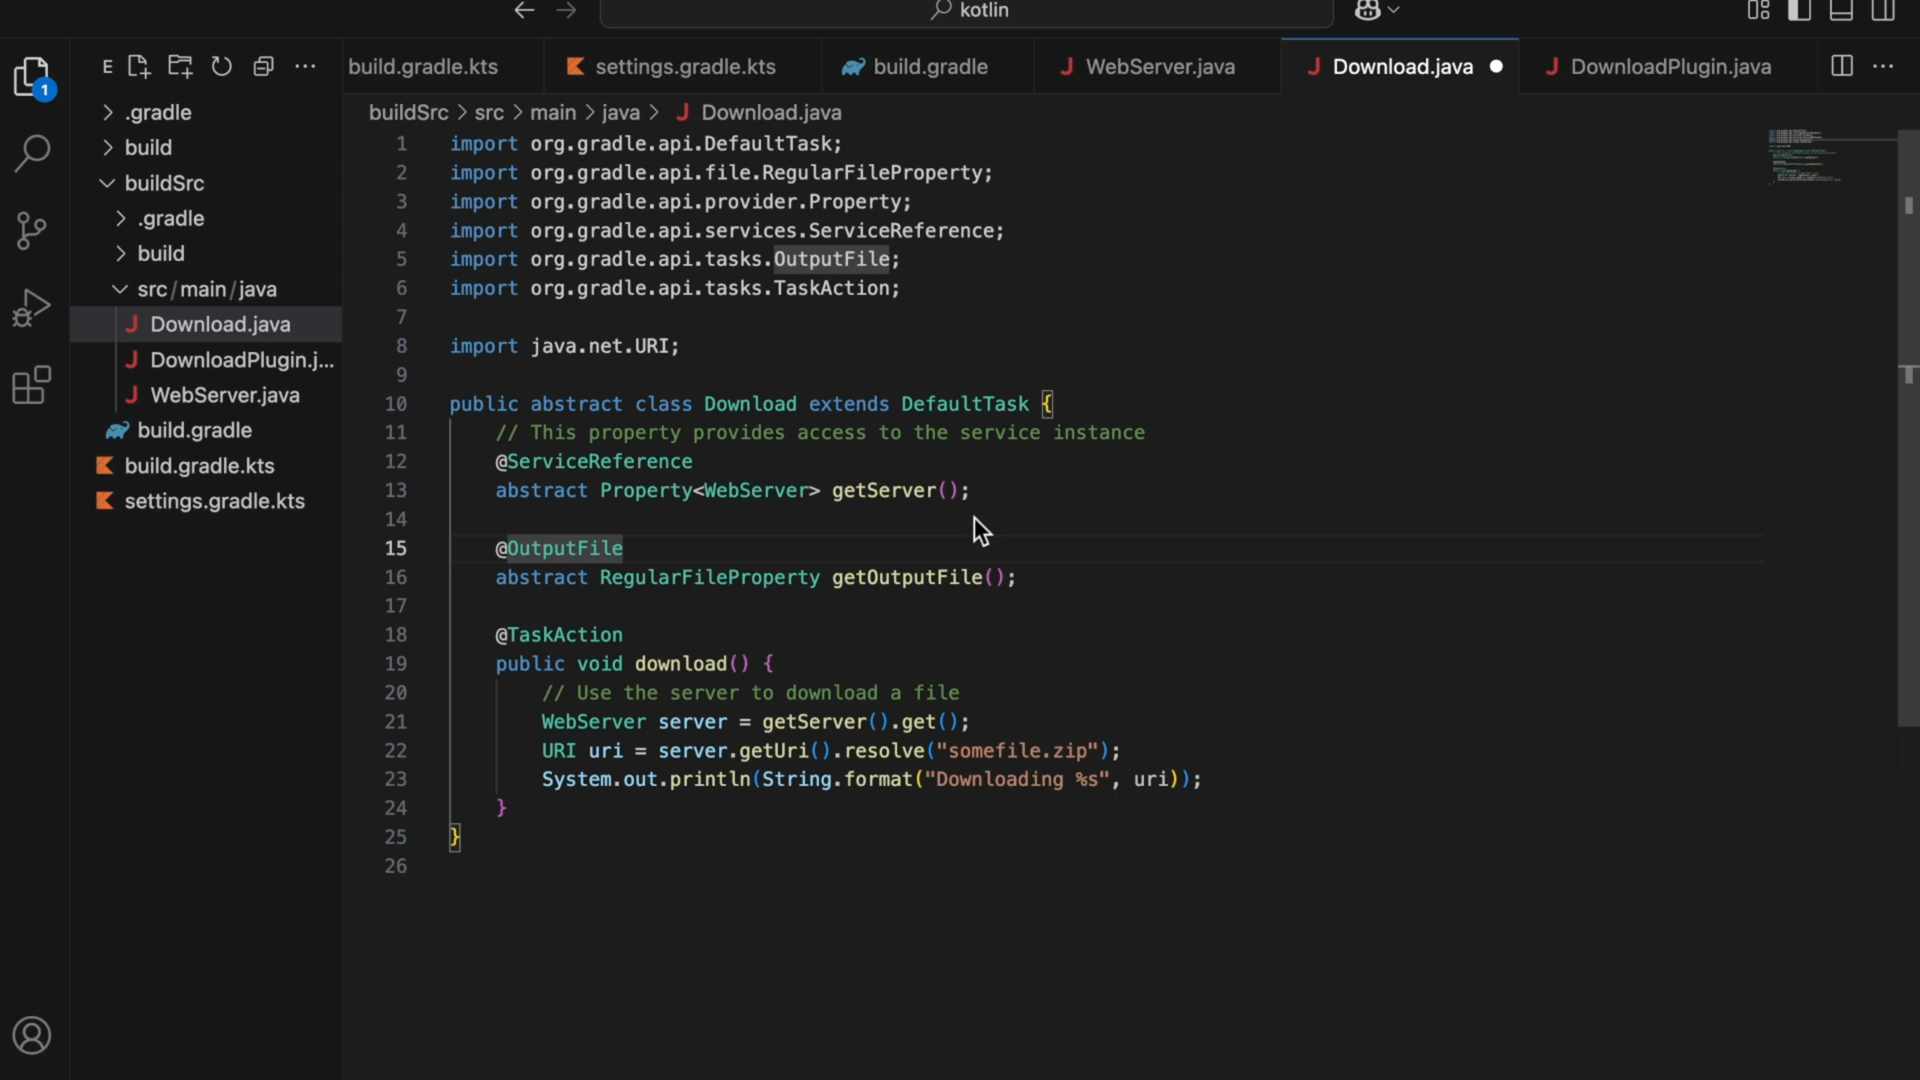 kotlin
1
E
build.gradle.kts
settings.gradle.kts
build.gradle
WebServer.java
Download.java
DownloadPlugin.java
.gradle
build
buildSrc
.gradle
build
src/main/java
Download.java
DownloadPlugin.j...
WebServer.java
build.gradle
build.gradle.kts
settings.gradle.kts
buildSrc > src > main > java > J Download.java
1 import org.gradle.api.DefaultTask;
2 import org.gradle.api.file.RegularFileProperty;
3 import org.gradle.api.provider.Property;
4 import org.gradle.api.services.ServiceReference;
5 import org.gradle.api.tasks.OutputFile;
6 import org.gradle.api.tasks.TaskAction;
7
8 import java.net.URI;
9
10 public abstract class Download extends DefaultTask {
11 // This property provides access to the service instance
12 @ServiceReference
13 abstract Property<WebServer> getServer();
14
15 @OutputFile
16 abstract RegularFileProperty getOutputFile();
17
18 @TaskAction
19 public void download() {
20 // Use the server to download a file
21 WebServer server = getServer().get();
22 URI uri = server.getUri().resolve("somefile.zip");
23 System.out.println(String.format("Downloading %s", uri));
24 }
25 }
26